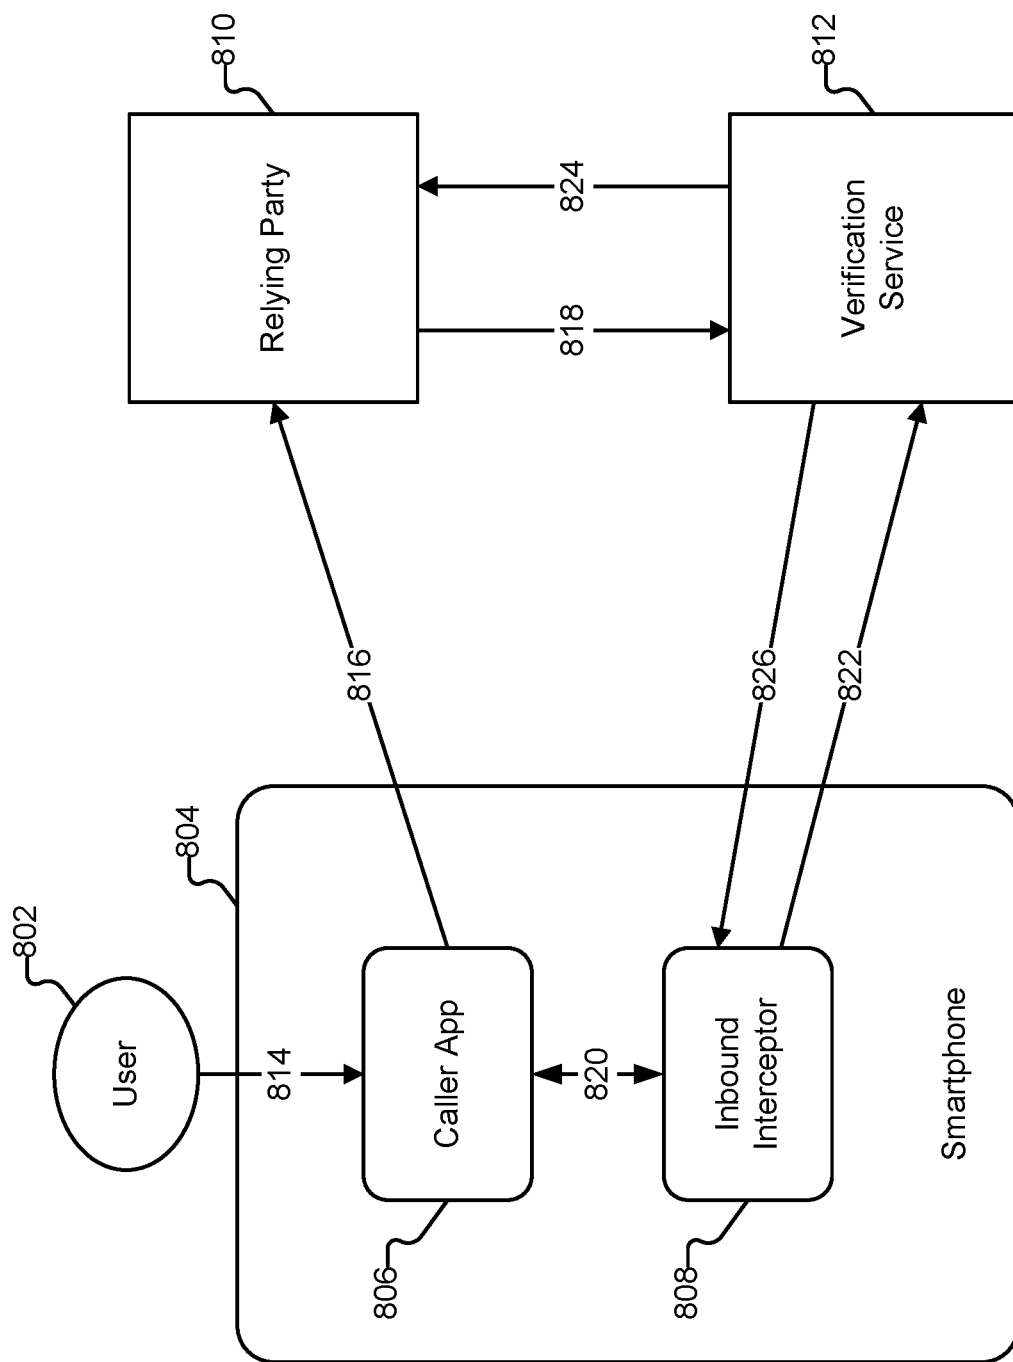 802
User
804
814
806
Caller App
816
810
Relying Party
820
818
824
808
Inbound
Interceptor
826
822
812
Verification
Service
Smartphone